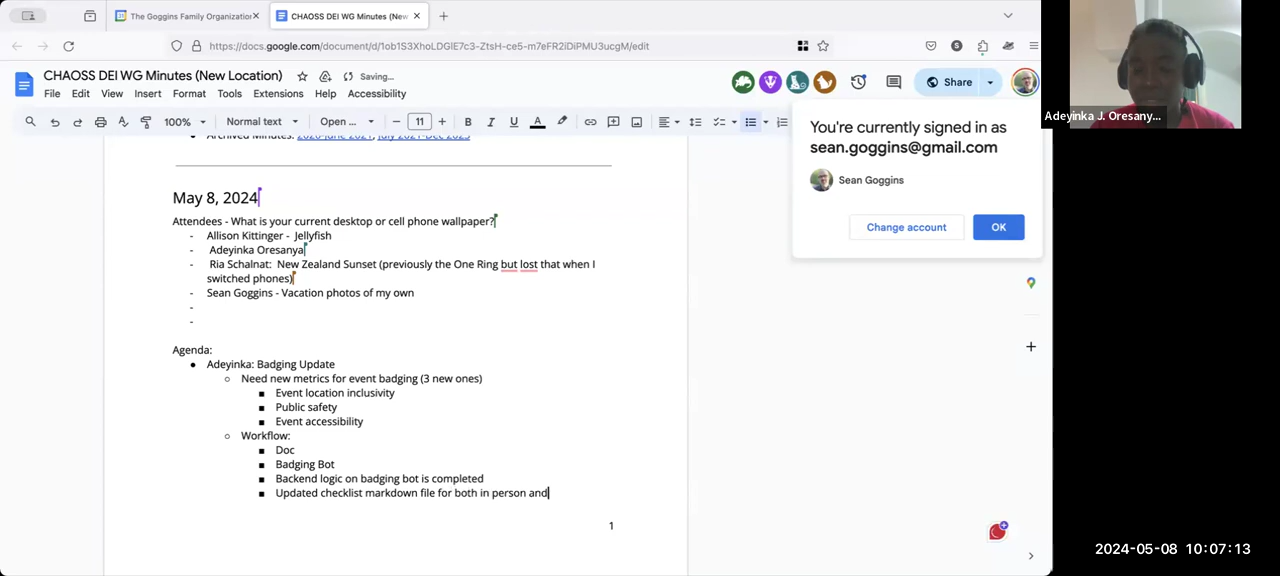 The Goggins Family Organization
CHAOSS DEI WG Minutes (New
https://docs.google.com/document/d/1ob1S3XhoLDGIE7c3-ZtsH-ce5-m7eFR2iDiPMU3ucgM/edit
CHAOSS DEI WG Minutes (New Location)
Saving...
File Edit View Insert Format Tools Extensions Help Accessibility
Share
100%
Normal text
Open ...
11
Archived Minutes: 2020-June 2021, July 2021-Dec 2023
You're currently signed in as
sean.goggins@gmail.com
Sean Goggins
Change account
OK
May 8, 2024
Attendees - What is your current desktop or cell phone wallpaper?
- Allison Kittinger - Jellyfish
- Adeyinka Oresanya
- Ria Schalnat: New Zealand Sunset (previously the One Ring but lost that when I
switched phones)
- Sean Goggins - Vacation photos of my own
-
-
Agenda:
● Adeyinka: Badging Update
○ Need new metrics for event badging (3 new ones)
■ Event location inclusivity
■ Public safety
■ Event accessibility
○ Workflow:
■ Doc
■ Badging Bot
■ Backend logic on badging bot is completed
■ Updated checklist markdown file for both in person and
1
Adeyinka J. Oresany...
2024-05-08 10:07:13